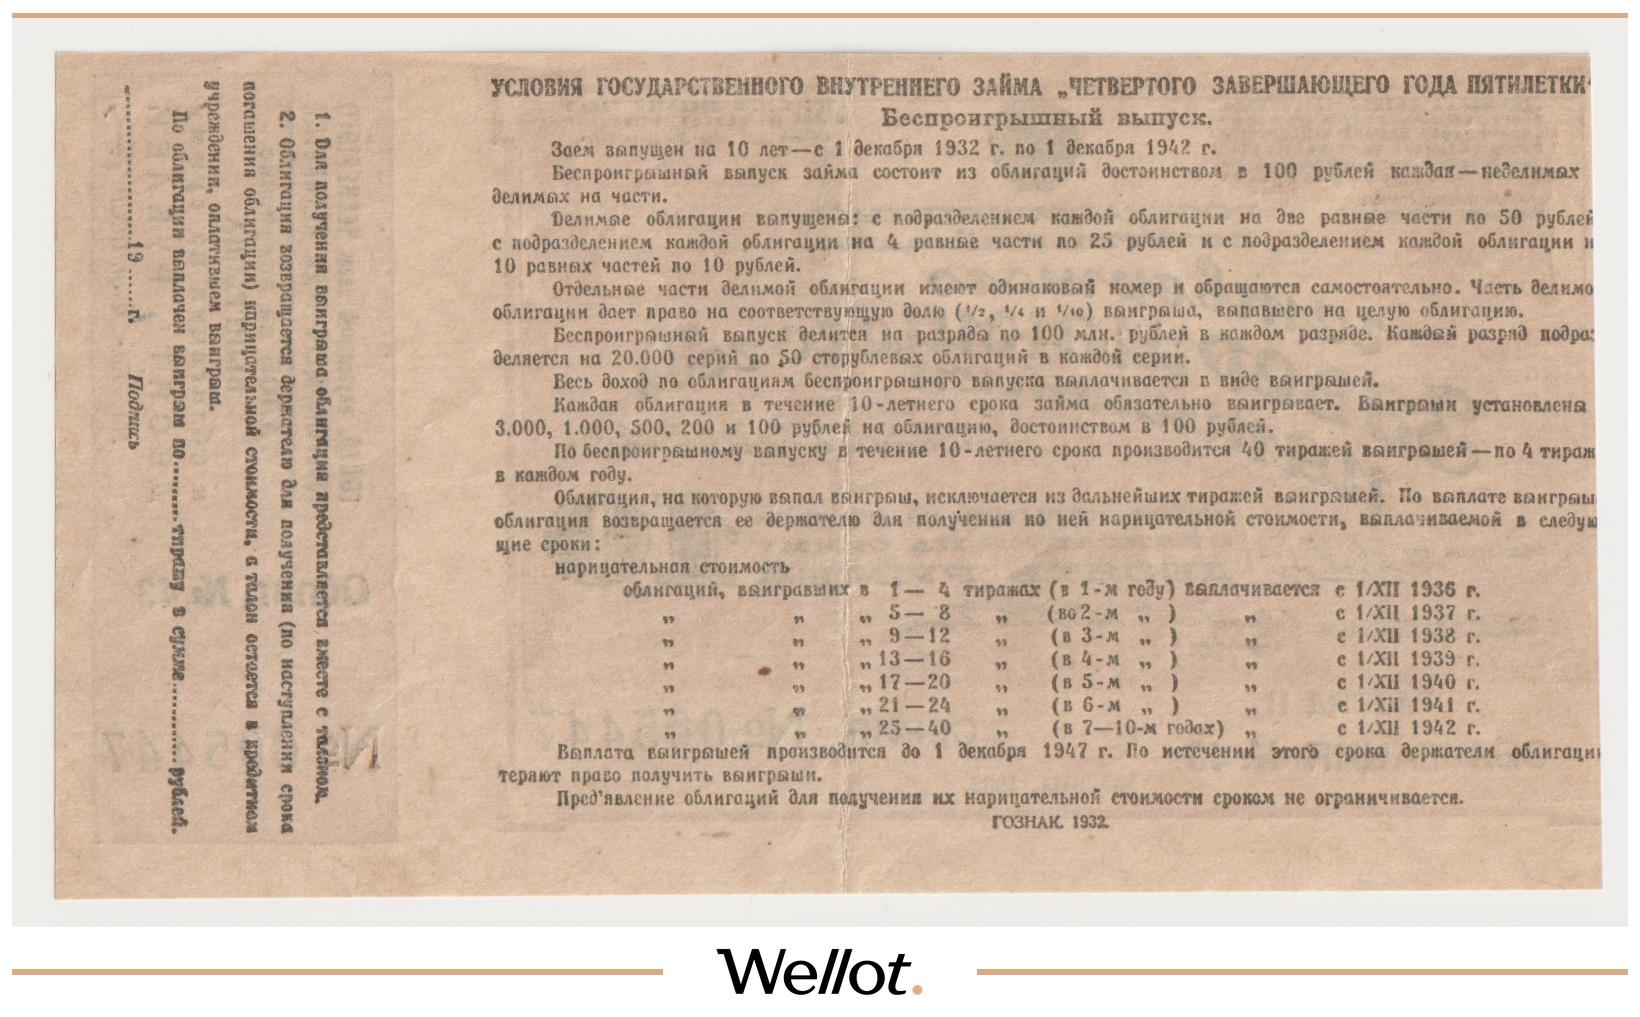 1. Для получения выигрыша облигация представляется вместе с талоном.
2. Облигация возвращается держателю для получения (по наступлении срока
погашения облигации) нарицательной стоимости, а талон остается в кредитном
учреждении, оплатившем выигрыш.
По облигации выплачен выигрыш по.......... тиражу в сумме.............. рублей.
„......................19 ......г. Подпись
УСЛОВИЯ ГОСУДАРСТВЕННОГО ВНУТРЕННЕГО ЗАЙМА „ЧЕТВЕРТОГО ЗАВЕРШАЮЩЕГО ГОДА ПЯТИЛЕТКИ“
Беспроигрышный выпуск.
Заем выпущен на 10 лет—с 1 декабря 1932 г. по 1 декабря 1942 г.
Беспроигрышный выпуск займа состоит из облигаций достоинством в 100 рублей каждая—неделимых
делимых на части.
Делимые облигации выпущены: с подразделением каждой облигации на две равные части по 50 рублей
с подразделением каждой облигации на 4 равные части по 25 рублей и с подразделением каждой облигации н
10 равных частей по 10 рублей.
Отдельные части делимой облигации имеют одинаковый номер и обращаются самостоятельно. Часть делимо
облигации дает право на соответствующую долю (1/2, 1/4 и 1/10) выигрыша, выпавшего на целую облигацию.
Беспроигрышный выпуск делится на разряды по 100 млн. рублей в каждом разряде. Каждый разряд подраз
деляется на 20.000 серий по 50 сторублевых облигаций в каждой серии.
Весь доход по облигациям беспроигрышного выпуска выплачивается в виде выигрышей.
Каждая облигация в течение 10-летнего срока займа обязательно выигрывает. Выигрыши установлены
3.000, 1.000, 500, 200 и 100 рублей на облигацию, достоинством в 100 рублей.
По беспроигрышному выпуску в течение 10-летнего срока производится 40 тиражей выигрышей—по 4 тираж
в каждом году.
Облигация, на которую выпал выигрыш, исключается из дальнейших тиражей выигрышей. По выплате выигрыш
облигация возвращается ее держателю для получения по ней нарицательной стоимости, выплачиваемой в следую
щие сроки:
нарицательная стоимость
облигаций, выигравших в 1— 4 тиражах (в 1-м году) выплачивается с 1/XII 1936 г.
„ „ „ 5— 8 „ (во 2-м „ ) „ с 1/XII 1937 г.
„ „ „ 9—12 „ (в 3-м „ ) „ с 1/XII 1938 г.
„ „ „ 13—16 „ (в 4-м „ ) „ с 1/XII 1939 г.
„ „ „ 17—20 „ (в 5-м „ ) „ с 1/XII 1940 г.
„ „ „ 21—24 „ (в 6-м „ ) „ с 1/XII 1941 г.
„ „ „ 25—40 „ (в 7—10-м годах) „ с 1/XII 1942 г.
Выплата выигрышей производится до 1 декабря 1947 г. По истечении этого срока держатели облигаци
теряют право получить выигрыши.
Пред'явление облигаций для получения их нарицательной стоимости сроком не ограничивается.
ГОЗНАК. 1932.
Wellot.